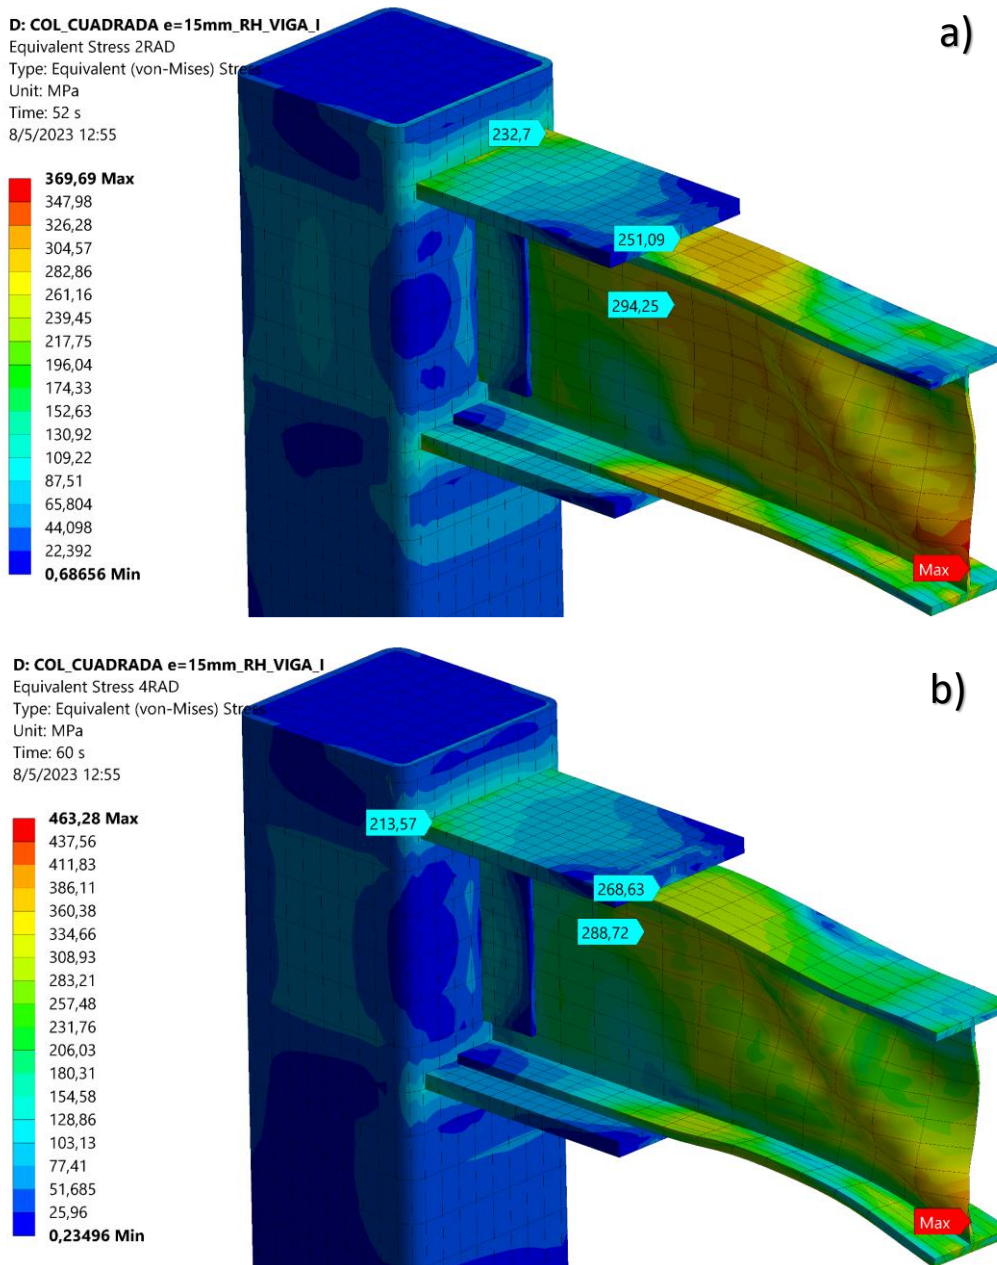 D: COL_CUADRADA e=15mm_RH_VIGA_I
a)
Equivalent Stress 2RAD
Type: Equivalent (von-Mises) Stress
Unit: MPa
Time: 52 s
8/5/2023 12:55
232,7
251,09
294,25
369,69 Max
347,98
326,28
304,57
282,86
261,16
239,45
217,75
196,04
174,33
152,63
130,92
109,22
87,51
65,804
44,098
22,392
0,68656 Min
Max
D: COL_CUADRADA e=15mm_RH_VIGA_I
b)
Equivalent Stress 4RAD
Type: Equivalent (von-Mises) Stress
Unit: MPa
Time: 60 s
8/5/2023 12:55
213,57
268,63
288,72
463,28 Max
437,56
411,83
386,11
360,38
334,66
308,93
283,21
257,48
231,76
206,03
180,31
154,58
128,86
103,13
77,41
51,685
25,96
0,23496 Min
Max